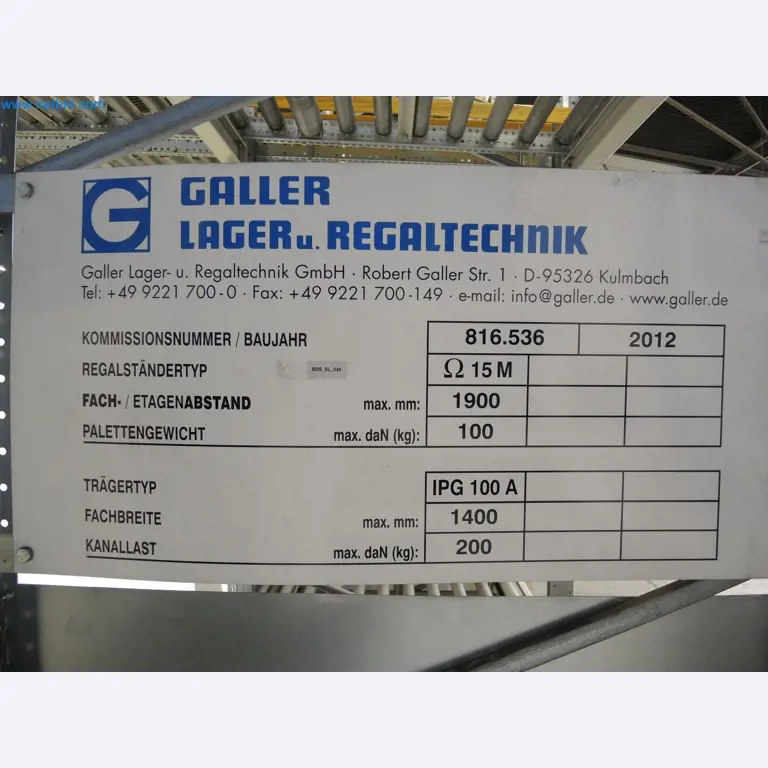 G
GALLER
LAGER u. REGALTECHNIK
Galler Lager- u. Regaltechnik GmbH · Robert Galler Str. 1 · D-95326 Kulmbach
Tel: +49 9221 700-0 · Fax: +49 9221 700-149 · e-mail: info@galler.de · www.galler.de
KOMMISSIONSNUMMER / BAUJAHR 816.536 2012
REGALSTÄNDERTYP Ω 15 M
FACH- / ETAGENABSTAND max. mm: 1900
PALETTENGEWICHT max. daN (kg): 100
TRÄGERTYP IPG 100 A
FACHBREITE max. mm: 1400
KANALLAST max. daN (kg): 200